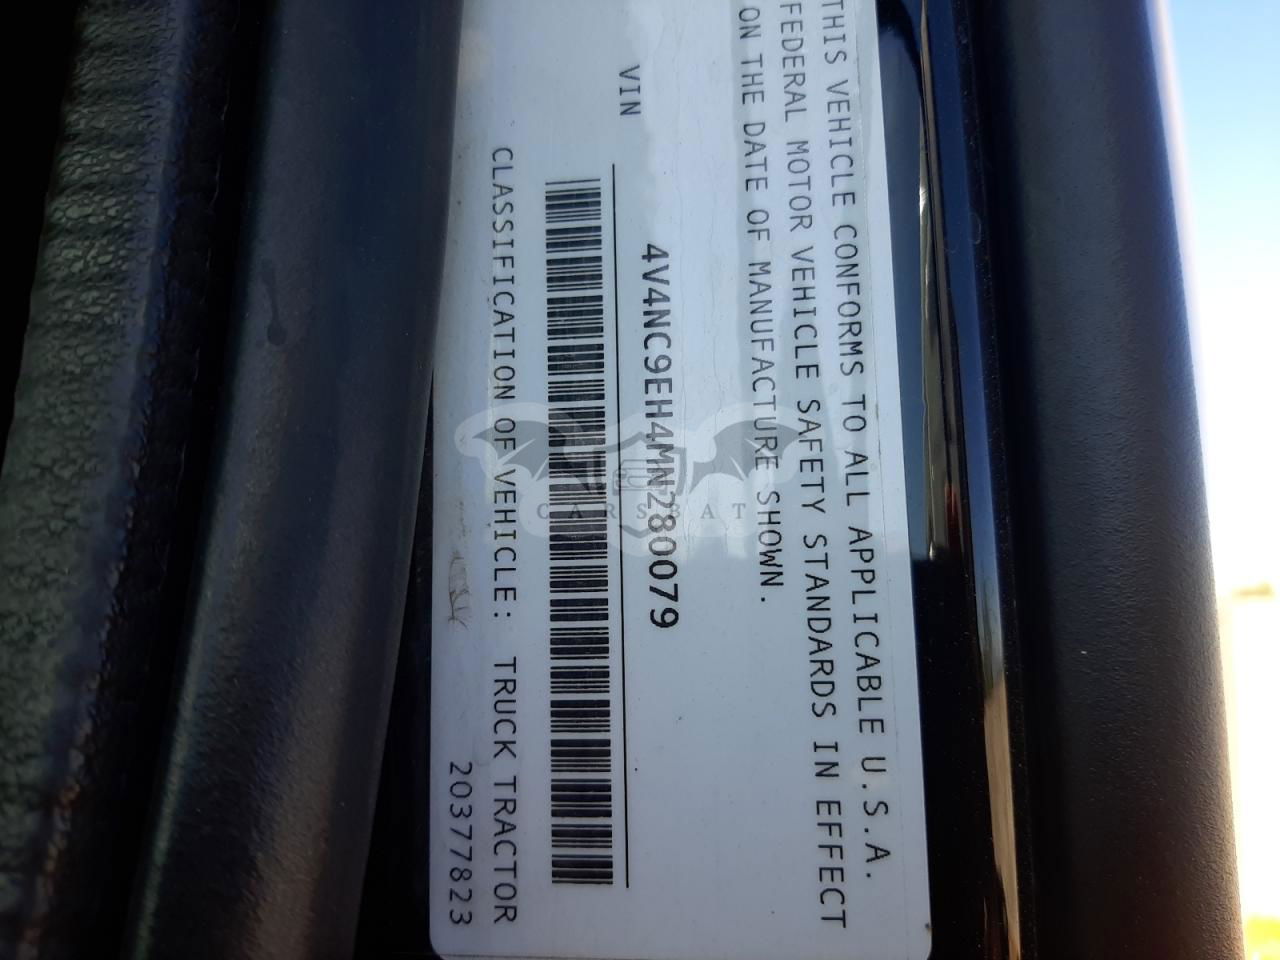 THIS VEHICLE CONFORMS TO ALL APPLICABLE U.S.A.
FEDERAL MOTOR VEHICLE SAFETY STANDARDS IN EFFECT
ON THE DATE OF MANUFACTURE SHOWN.
VIN
4V4NC9EH4MN280079
CLASSIFICATION OF VEHICLE: TRUCK TRACTOR
20377823
CARSBAT